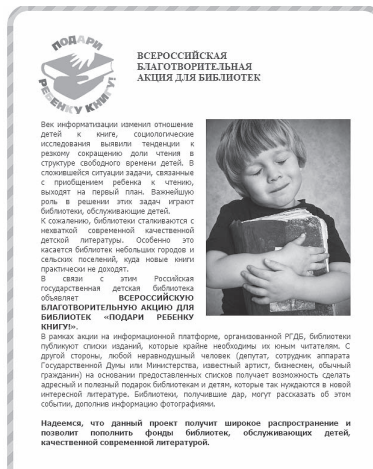 ПОДАРИ
РЕБЕНКУ КНИГУ!
ВСЕРОССИЙСКАЯ
БЛАГОТВОРИТЕЛЬНАЯ
АКЦИЯ ДЛЯ БИБЛИОТЕК
Век информатизации изменил отношение
детей к книге, социологические
исследования выявили тенденции к
резкому сокращению доли чтения в
структуре свободного времени детей. В
сложившейся ситуации задачи, связанные
с приобщением ребенка к чтению,
выходят на первый план. Важнейшую
роль в решении этих задач играют
библиотеки, обслуживающие детей.
К сожалению, библиотеки сталкиваются с
нехваткой современной качественной
детской литературы. Особенно это
касается библиотек небольших городов и
сельских поселений, куда новые книги
практически не доходят.
В связи с этим Российская
государственная детская библиотека
объявляет ВСЕРОССИЙСКУЮ
БЛАГОТВОРИТЕЛЬНУЮ АКЦИЮ ДЛЯ
БИБЛИОТЕК «ПОДАРИ РЕБЕНКУ
КНИГУ!».
В рамках акции на информационной платформе, организованной РГДБ, библиотеки
публикуют списки изданий, которые крайне необходимы их юным читателям. С
другой стороны, любой неравнодушный человек (депутат, сотрудник аппарата
Государственной Думы или Министерства, известный артист, бизнесмен, обычный
гражданин) на основании предоставленных списков получает возможность сделать
адресный и полезный подарок библиотекам и детям, которые так нуждаются в новой
интересной литературе. Библиотеки, получившие дар, могут рассказать об этом
событии, дополнив информацию фотографиями.
Надеемся, что данный проект получит широкое распространение и
позволит пополнить фонды библиотек, обслуживающих детей,
качественной современной литературой.